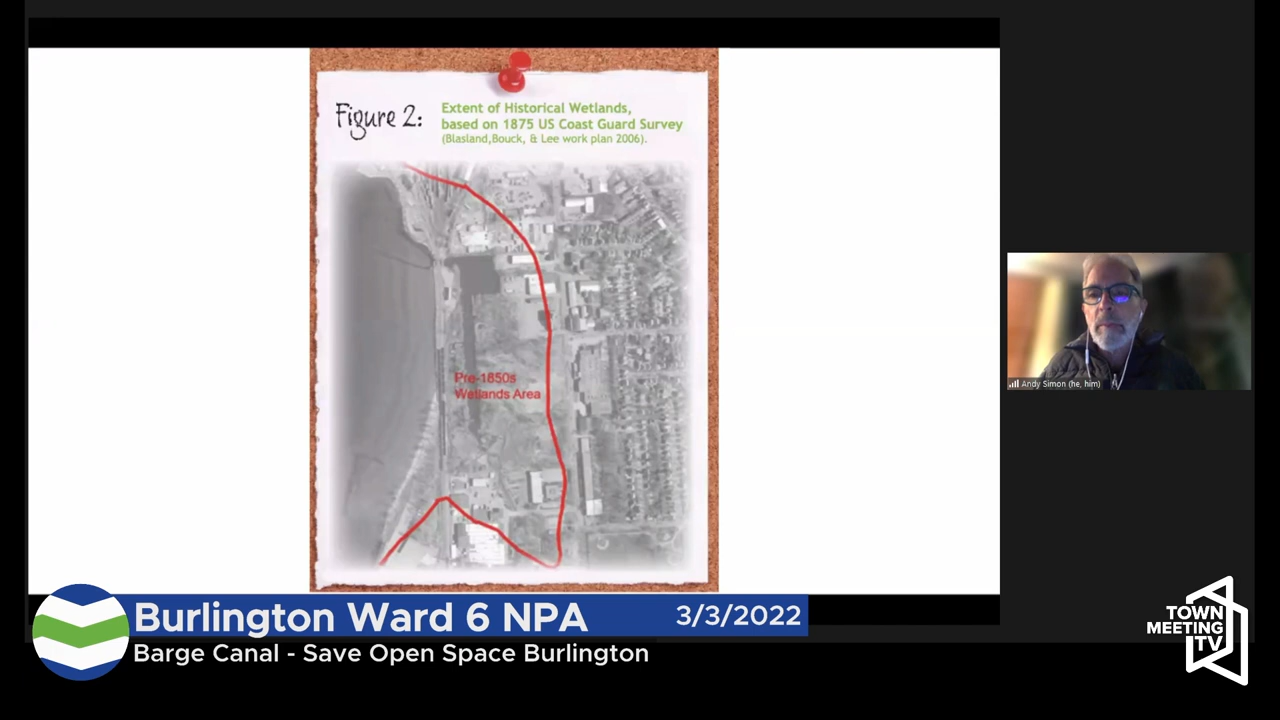 Figure 2:
Extent of Historical Wetlands,
based on 1875 US Coast Guard Survey
(Blasland,Bouck, & Lee work plan 2006).
Pre-1850s
Wetlands Area
Andy Simon (he, him)
Burlington Ward 6 NPA
3/3/2022
Barge Canal - Save Open Space Burlington
TOWN
MEETING
TV